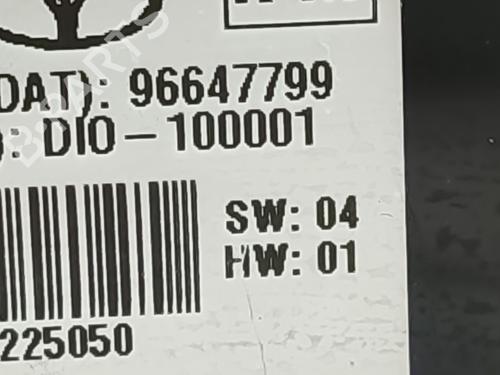 DAT): 96647799
): DIO-100001
SW: 04
HW: 01
225050